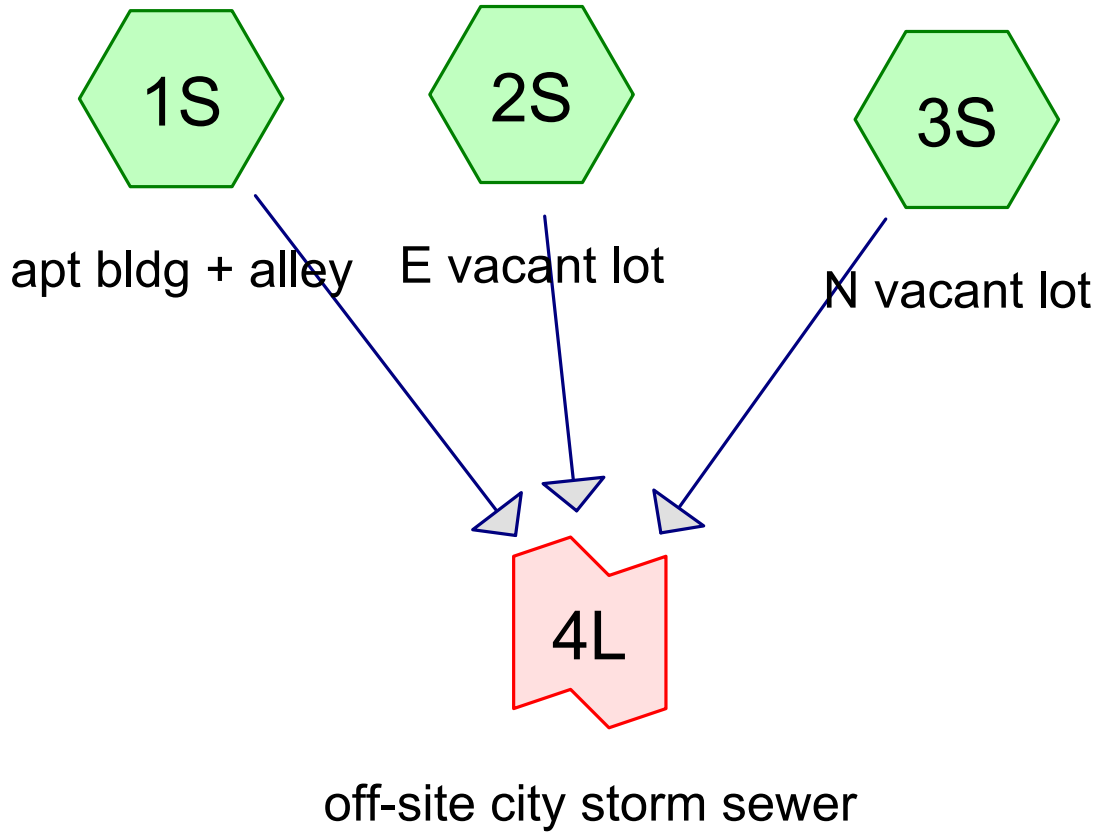 1S
2S
3S
apt bldg + alley
E vacant lot
N vacant lot
4L
off-site city storm sewer